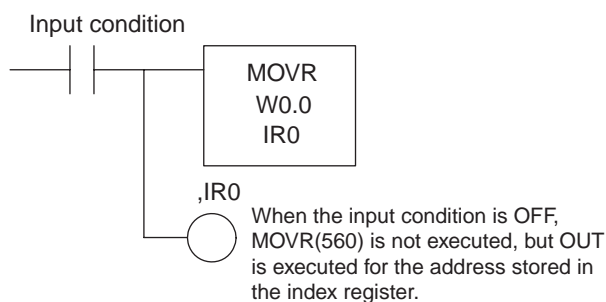 Input condition
MOVR
W0.0
IR0
,IR0
When the input condition is OFF,
MOVR(560) is not executed, but OUT
is executed for the address stored in
the index register.